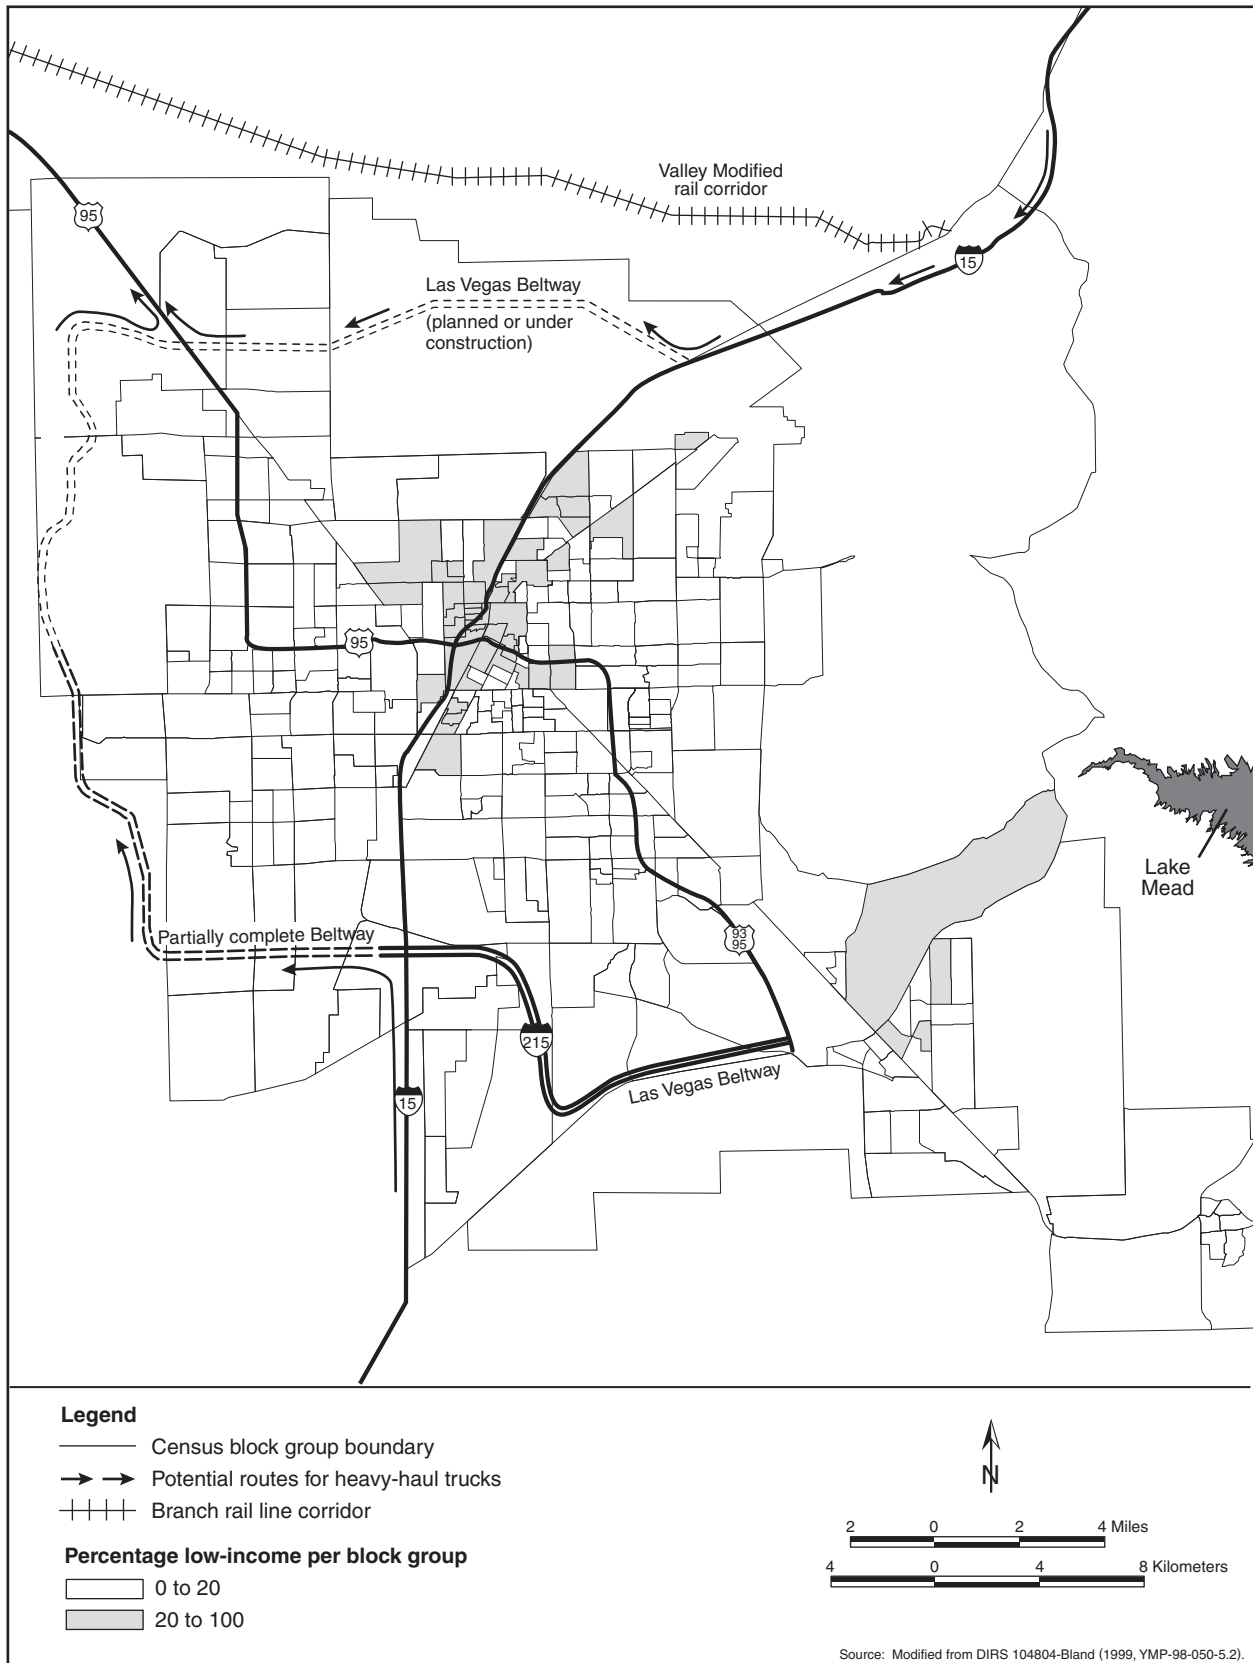 Valley Modified
rail corridor
95
15
Las Vegas Beltway
(planned or under
construction)
95
Lake
Mead
Partially complete Beltway
93
95
215
Las Vegas Beltway
15
Legend
Census block group boundary
Potential routes for heavy-haul trucks
Branch rail line corridor
Percentage low-income per block group
0 to 20
20 to 100
N
2 0 2 4 Miles
4 0 4 8 Kilometers
Source: Modified from DIRS 104804-Bland (1999, YMP-98-050-5.2).